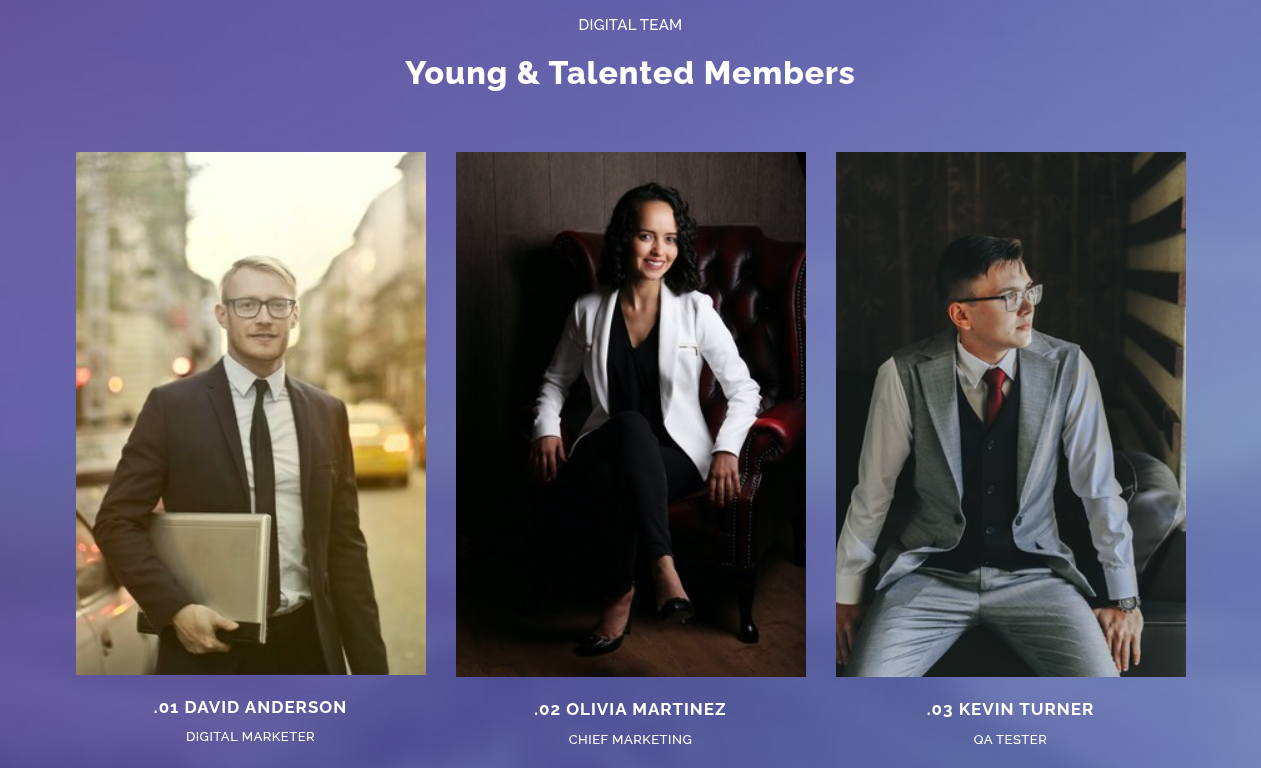 DIGITAL TEAM
Young & Talented Members
.01 DAVID ANDERSON
DIGITAL MARKETER
.02 OLIVIA MARTINEZ
CHIEF MARKETING
.03 KEVIN TURNER
QA TESTER